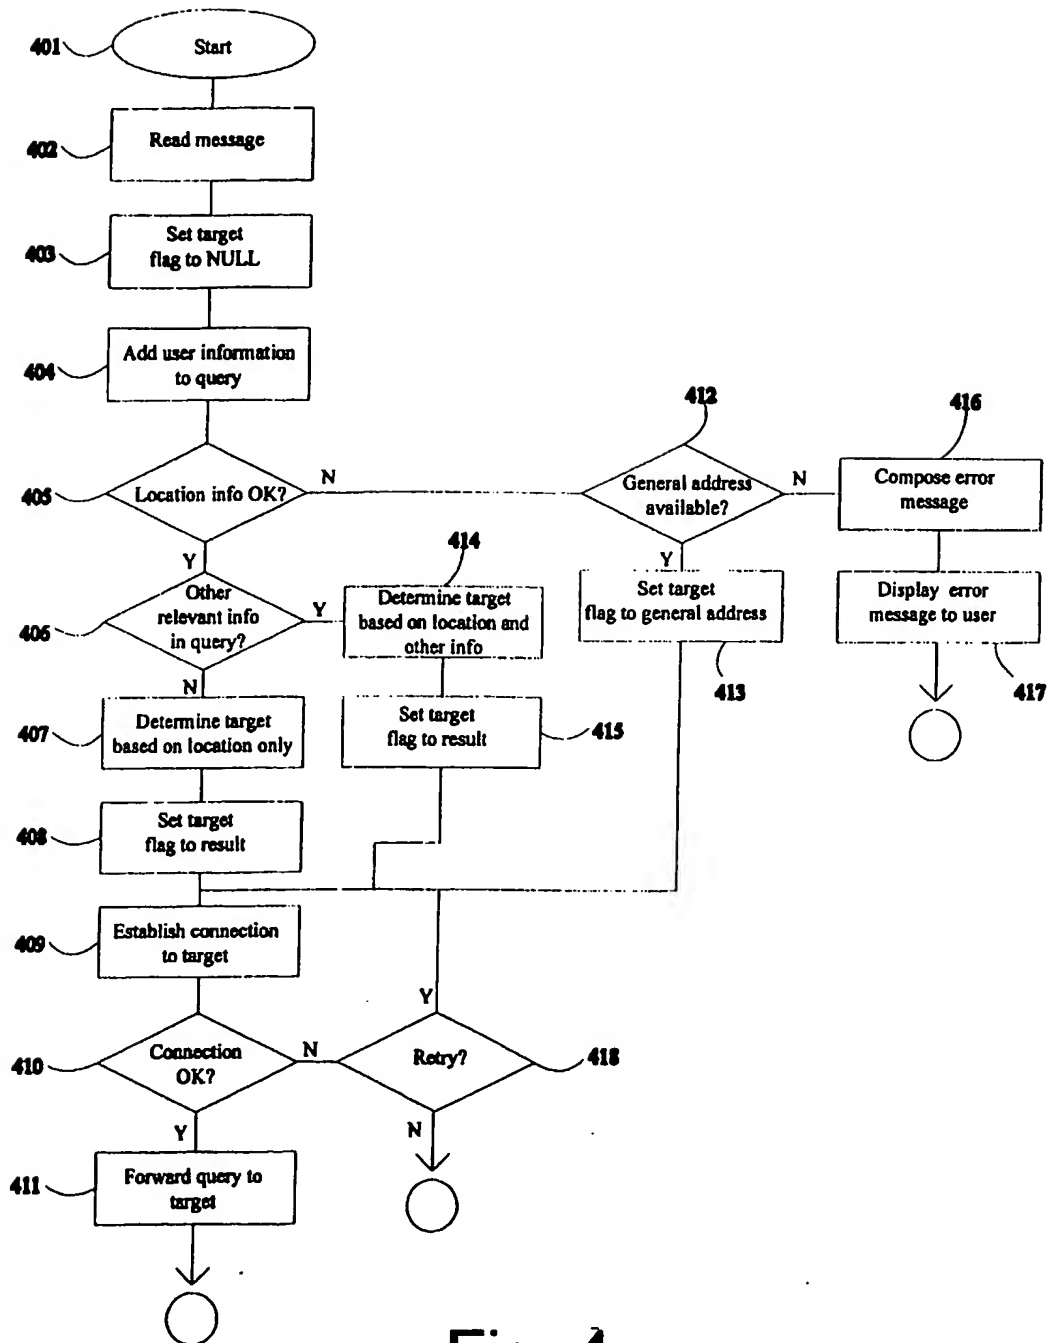 401
Start
402
Read message
403
Set target
flag to NULL
404
Add user information
to query
412
416
405
Location info OK?
N
General address
available?
N
Compose error
message
Y
414
Y
406
Other
relevant info
in query?
Y
Determine target
based on location and
other info
Set target
flag to general address
Display error
message to user
N
413
417
407
Determine target
based on location only
Set target
flag to result
415
408
Set target
flag to result
409
Establish connection
to target
Y
410
Connection
OK?
N
Retry?
418
Y
N
411
Forward query to
target